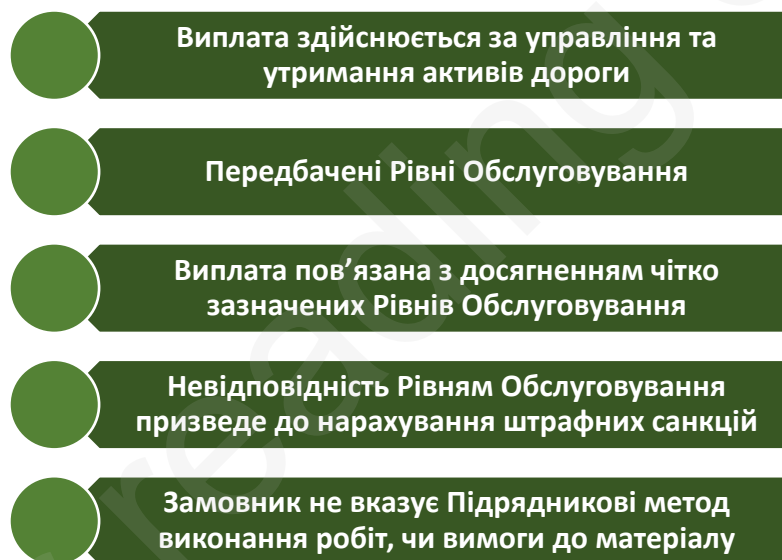 Виплата здійснюється за управління та
утримання активів дороги
Передбачені Рівні Обслуговування
Виплата пов’язана з досягненням чітко
зазначених Рівнів Обслуговування
Невідповідність Рівням Обслуговування
призведе до нарахування штрафних санкцій
Замовник не вказує Підрядникові метод
виконання робіт, чи вимоги до матеріалу
reading